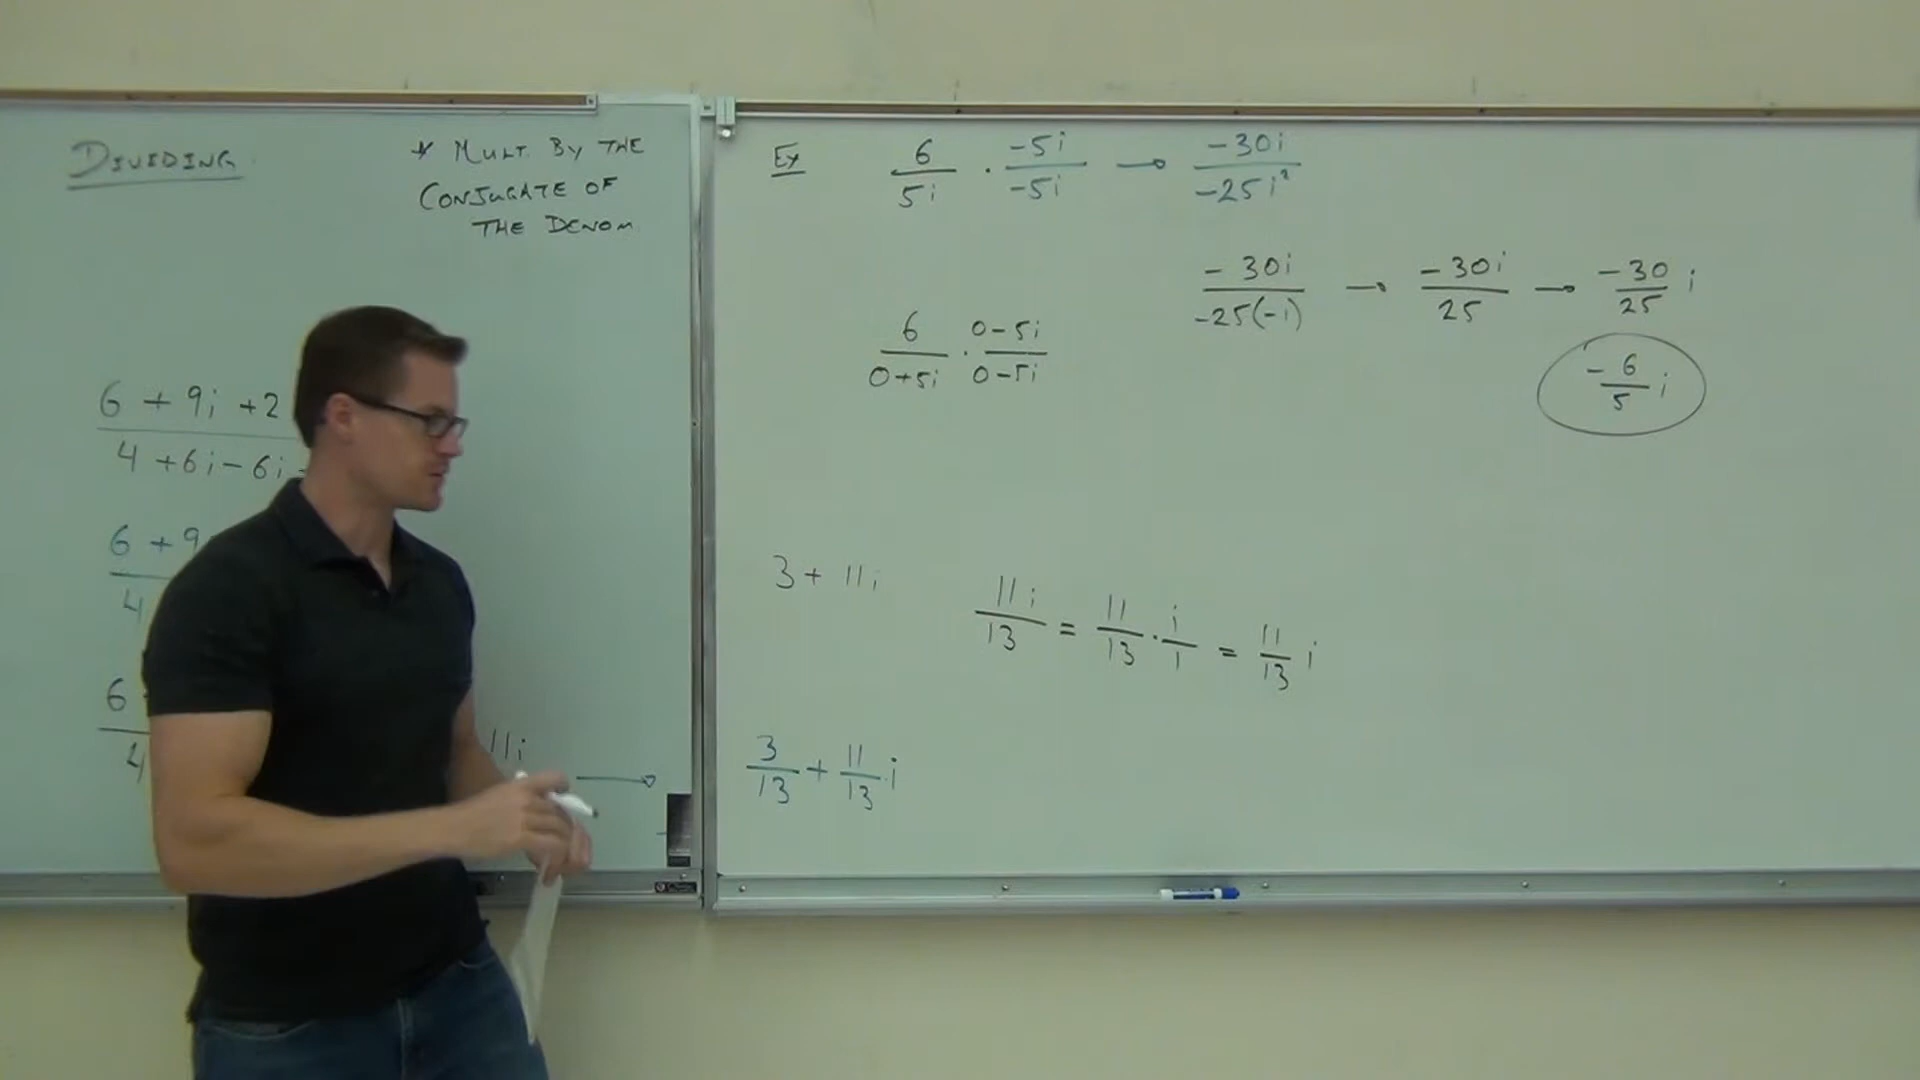 DIVIDING
* MULT. BY THE
CONJUGATE OF
THE DENOM.
6 + 9i + 2
4 + 6i - 6i
6 + 9
4
6
4
11i →
Ex 6/5i · -5i/-5i → -30i/-25i²
-30i/-25(-1) → -30i/25 → -30/25 i
-6/5 i
6/0+5i · 0-5i/0-5i
3 + 11i
11i/13 = 11/13 · i/1 = 11/13 i
3/13 + 11/13 i